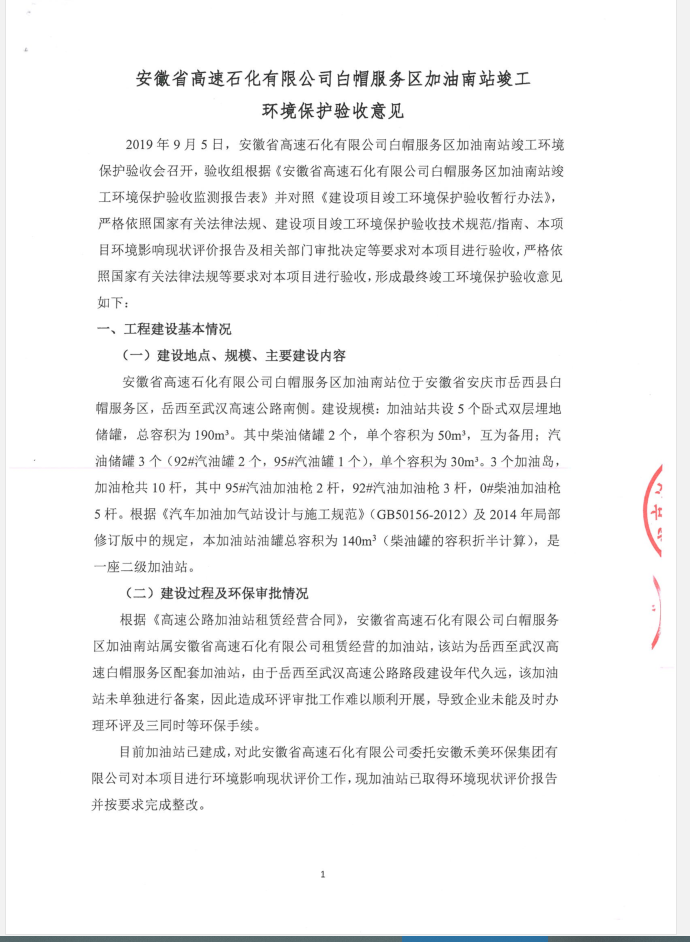 安徽省高速石化有限公司白帽服务区加油南站竣工
环境保护验收意见
2019 年 9 月 5 日，安徽省高速石化有限公司白帽服务区加油南站竣工环境
保护验收会召开，验收组根据《安徽省高速石化有限公司白帽服务区加油南站竣
工环境保护验收监测报告表》并对照《建设项目竣工环境保护验收暂行办法》，
严格依照国家有关法律法规、建设项目竣工环境保护验收技术规范/指南、本项
目环境影响现状评价报告及相关部门审批决定等要求对本项目进行验收，严格依
照国家有关法律法规等要求对本项目进行验收，形成最终竣工环境保护验收意见
如下：
一、工程建设基本情况
（一）建设地点、规模、主要建设内容
安徽省高速石化有限公司白帽服务区加油南站位于安徽省安庆市岳西县白
帽服务区，岳西至武汉高速公路南侧。建设规模：加油站共设 5 个卧式双层埋地
储罐，总容积为 190m³。其中柴油储罐 2 个，单个容积为 50m³，互为备用；汽
油储罐 3 个（92#汽油罐 2 个，95#汽油罐 1 个），单个容积为 30m³。3 个加油岛，
加油枪共 10 杆，其中 95#汽油加油枪 2 杆，92#汽油加油枪 3 杆，0#柴油加油枪
5 杆。根据《汽车加油加气站设计与施工规范》（GB50156-2012）及 2014 年局部
修订版中的规定，本加油站油罐总容积为 140m³（柴油罐的容积折半计算），是
一座二级加油站。
（二）建设过程及环保审批情况
根据《高速公路加油站租赁经营合同》，安徽省高速石化有限公司白帽服务
区加油南站属安徽省高速石化有限公司租赁经营的加油站，该站为岳西至武汉高
速白帽服务区配套加油站，由于岳西至武汉高速公路路段建设年代久远，该加油
站未单独进行备案，因此造成环评审批工作难以顺利开展，导致企业未能及时办
理环评及三同时等环保手续。
目前加油站已建成，对此安徽省高速石化有限公司委托安徽禾美环保集团有
限公司对本项目进行环境影响现状评价工作，现加油站已取得环境现状评价报告
并按要求完成整改。
1